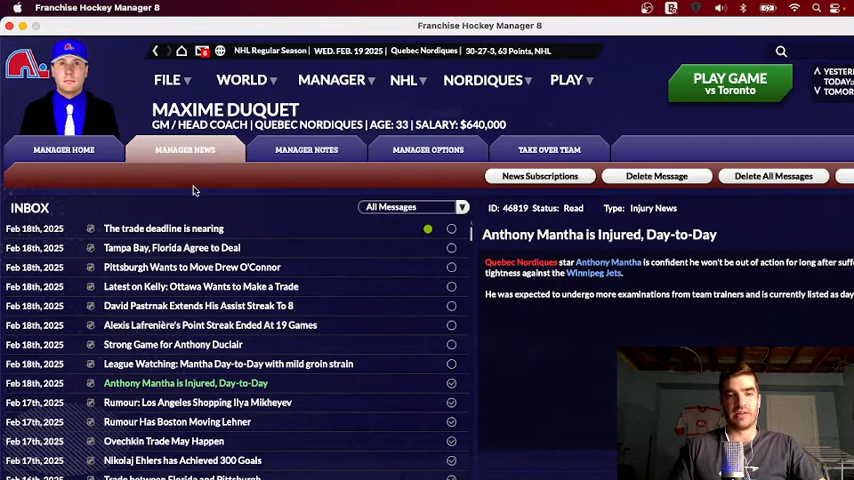 Franchise Hockey Manager 8
Franchise Hockey Manager 8
NHL Regular Season | WED. FEB. 19 2025 | Quebec Nordiques | 30-27-3, 63 Points, NHL
FILE WORLD MANAGER NHL NORDIQUES PLAY
PLAY GAME
vs Toronto
YESTER
TODAY:
TOMOR
MAXIME DUQUET
GM / HEAD COACH | QUEBEC NORDIQUES | AGE: 33 | SALARY: $640,000
MANAGER HOME MANAGER NEWS MANAGER NOTES MANAGER OPTIONS TAKE OVER TEAM
News Subscriptions Delete Message Delete All Messages
INBOX All Messages
Feb 18th, 2025 The trade deadline is nearing
Feb 18th, 2025 Tampa Bay, Florida Agree to Deal
Feb 18th, 2025 Pittsburgh Wants to Move Drew O'Connor
Feb 18th, 2025 Latest on Kelly: Ottawa Wants to Make a Trade
Feb 18th, 2025 David Pastrnak Extends His Assist Streak To 8
Feb 18th, 2025 Alexis Lafrenière's Point Streak Ended At 19 Games
Feb 18th, 2025 Strong Game for Anthony Duclair
Feb 18th, 2025 League Watching: Mantha Day-to-Day with mild groin strain
Feb 18th, 2025 Anthony Mantha is Injured, Day-to-Day
Feb 17th, 2025 Rumour: Los Angeles Shopping Ilya Mikheyev
Feb 17th, 2025 Rumour Has Boston Moving Lehner
Feb 17th, 2025 Ovechkin Trade May Happen
Feb 17th, 2025 Nikolaj Ehlers has Achieved 300 Goals
Feb 16th, 2025 Trade between Florida and Pittsburgh
ID: 46819 Status: Read Type: Injury News
Anthony Mantha is Injured, Day-to-Day
Quebec Nordiques star Anthony Mantha is confident he won't be out of action for long after suffe
tightness against the Winnipeg Jets.
He was expected to undergo more examinations from team trainers and is currently listed as day